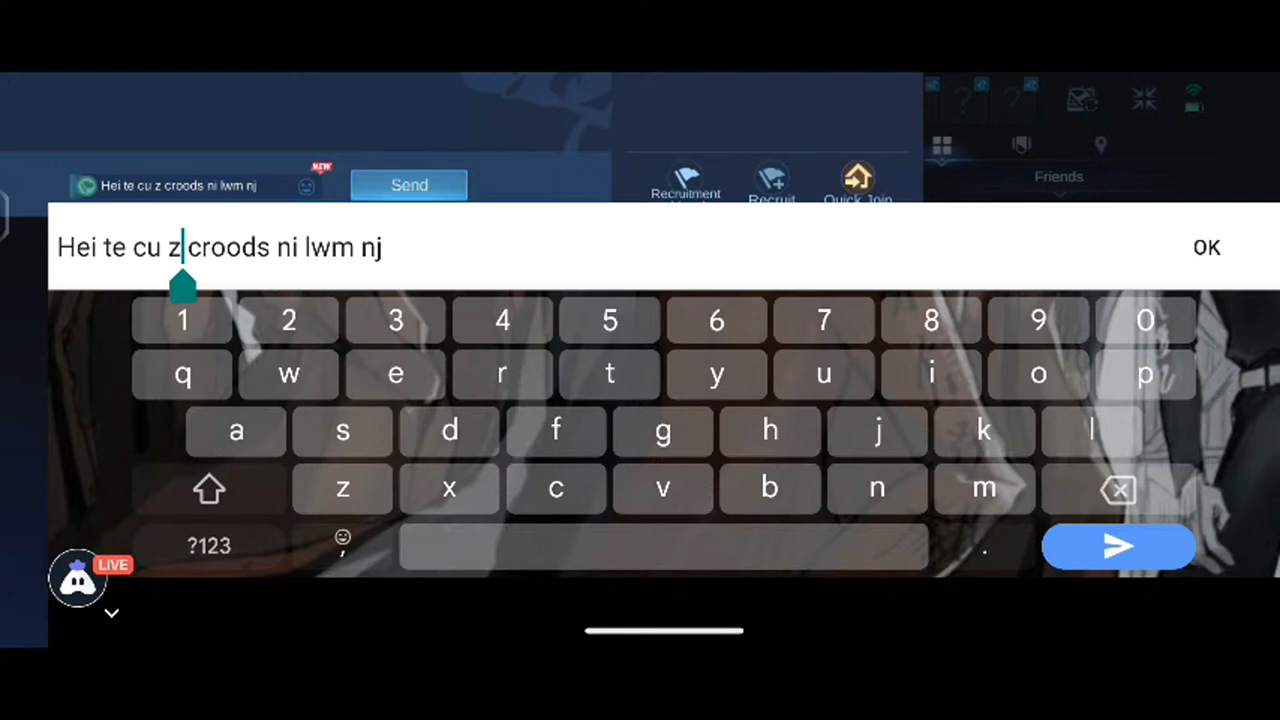 NEW
Hei te cu z croods ni lwm nj
Send
Recruitment
Recruit
Quick Join
Friends
Hei te cu z croods ni lwm nj
OK
1 2 3 4 5 6 7 8 9 0
q w e r t y u i o p
a s d f g h j k l
z x c v b n m
?123 , .
LIVE